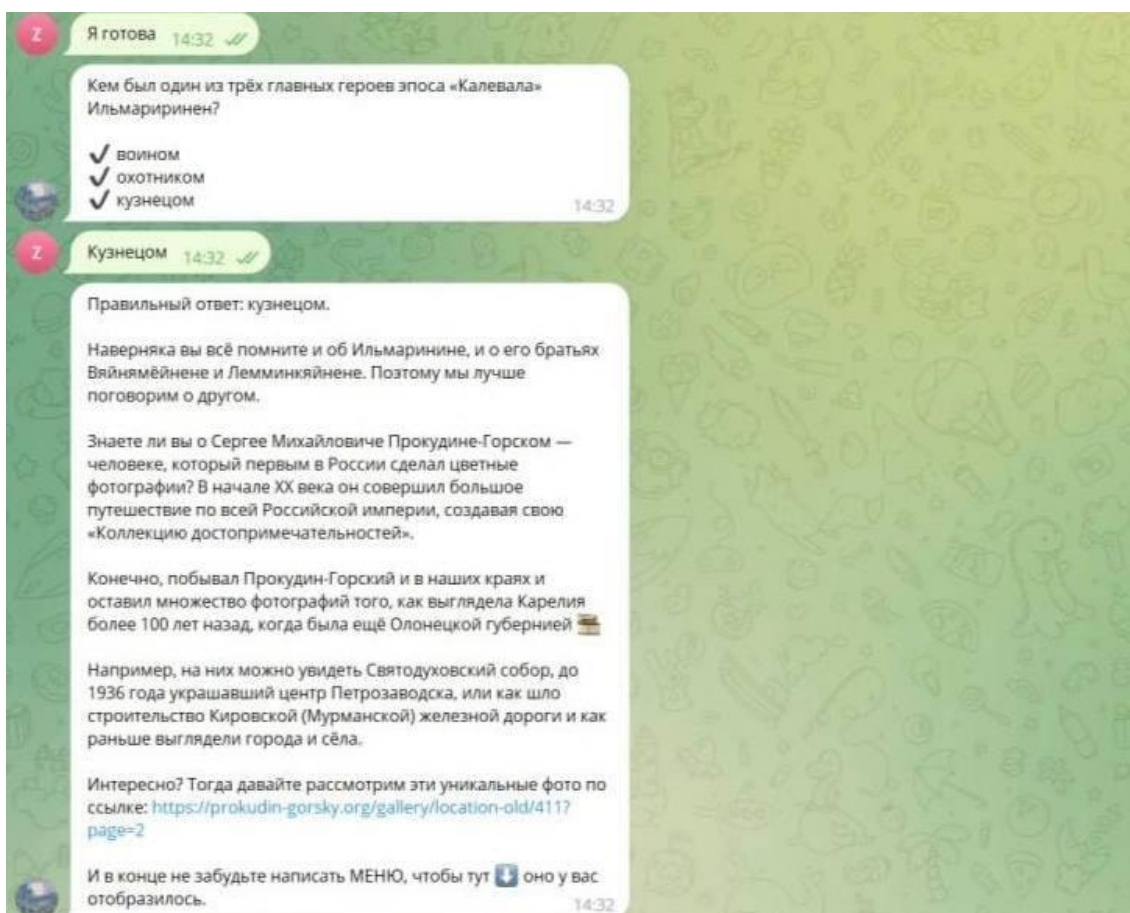 Z
Я готова 14:32
Кем был один из трёх главных героев эпоса «Калевала»
Ильмариринен?
воином
охотником
кузнецом
14:32
Z
Кузнецом 14:32
Правильный ответ: кузнецом.
Наверняка вы всё помните и об Ильмаринине, и о его братьях
Вяйнямёйнене и Лемминкяйнене. Поэтому мы лучше
поговорим о другом.
Знаете ли вы о Сергее Михайловиче Прокудине-Горском —
человеке, который первым в России сделал цветные
фотографии? В начале XX века он совершил большое
путешествие по всей Российской империи, создавая свою
«Коллекцию достопримечательностей».
Конечно, побывал Прокудин-Горский и в наших краях и
оставил множество фотографий того, как выглядела Карелия
более 100 лет назад, когда была ещё Олонецкой губернией
Например, на них можно увидеть Святодуховский собор, до
1936 года украшавший центр Петрозаводска, или как шло
строительство Кировской (Мурманской) железной дороги и как
раньше выглядели города и сёла.
Интересно? Тогда давайте рассмотрим эти уникальные фото по
ссылке: https://prokudin-gorsky.org/gallery/location-old/411?
page=2
И в конце не забудьте написать МЕНЮ, чтобы тут оно у вас
отобразилось.
14:32